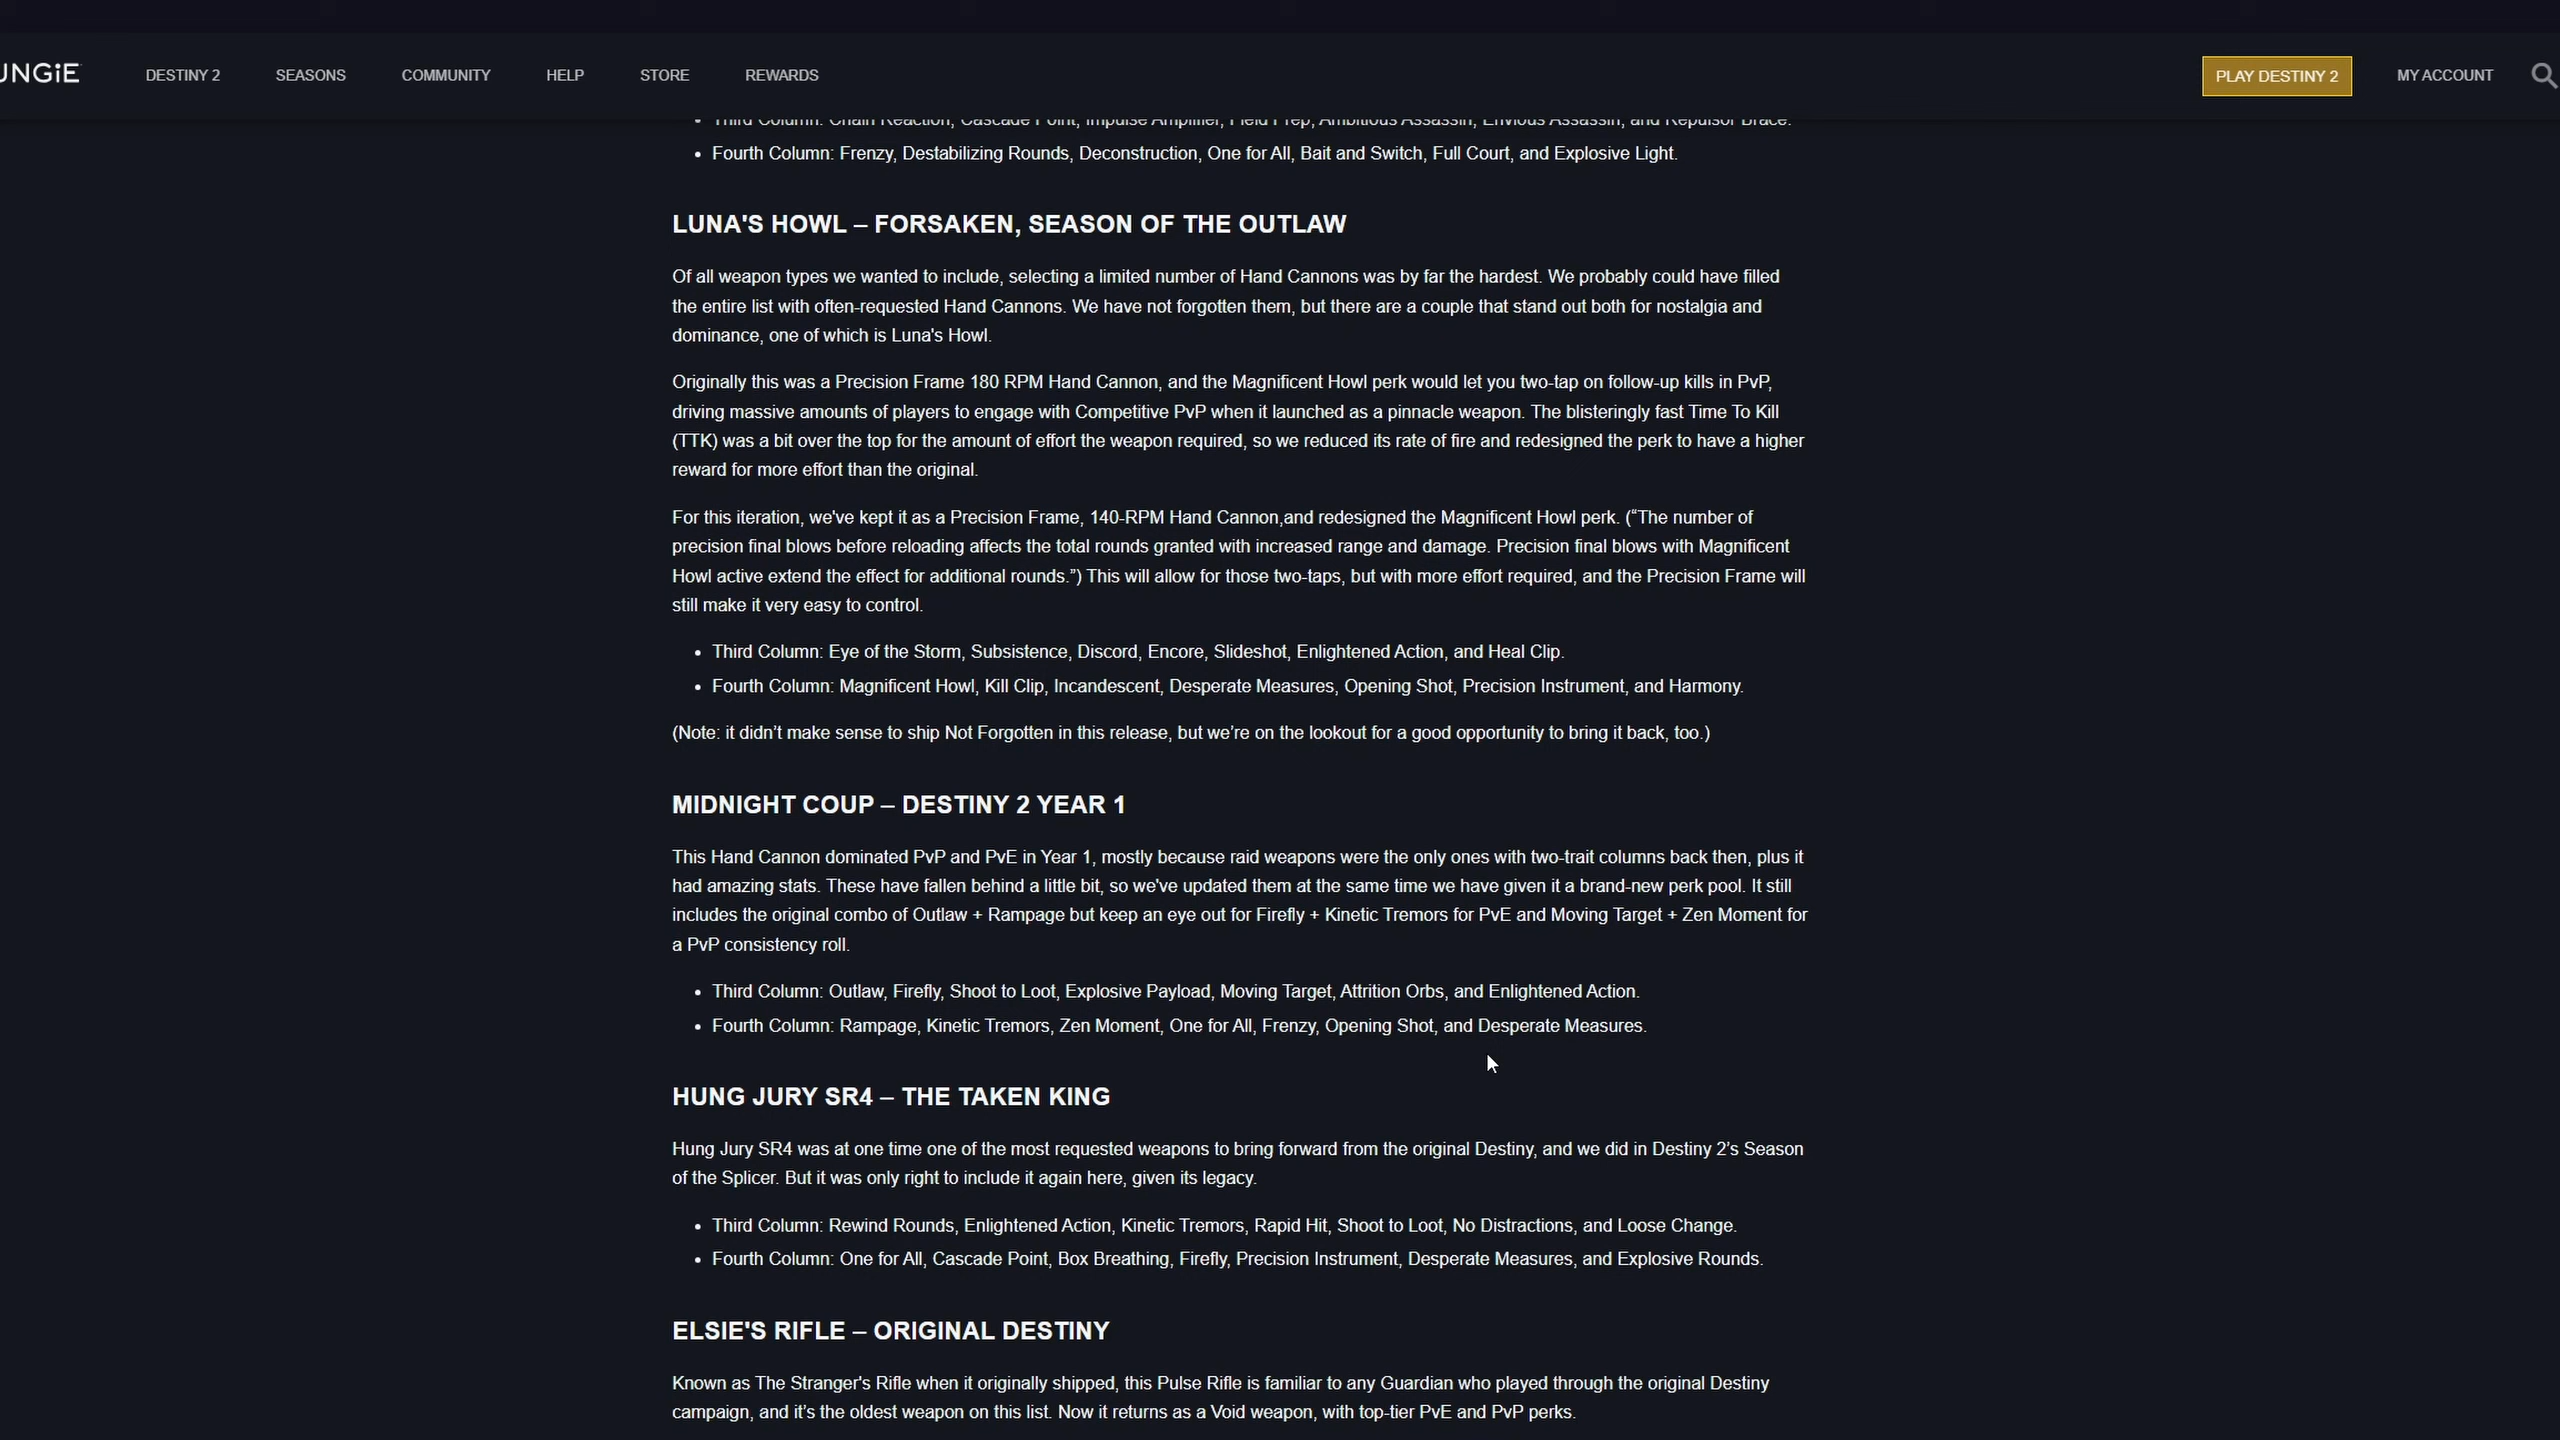 UNGiE DESTINY 2 SEASONS COMMUNITY HELP STORE REWARDS PLAY DESTINY 2 MY ACCOUNT
• Third Column: Chain Reaction, Cascade Point, Impulse Amplifier, Field Prep, Ambitious Assassin, Envious Assassin, and Repulsor Brace.
• Fourth Column: Frenzy, Destabilizing Rounds, Deconstruction, One for All, Bait and Switch, Full Court, and Explosive Light.
LUNA'S HOWL – FORSAKEN, SEASON OF THE OUTLAW
Of all weapon types we wanted to include, selecting a limited number of Hand Cannons was by far the hardest. We probably could have filled
the entire list with often-requested Hand Cannons. We have not forgotten them, but there are a couple that stand out both for nostalgia and
dominance, one of which is Luna's Howl.
Originally this was a Precision Frame 180 RPM Hand Cannon, and the Magnificent Howl perk would let you two-tap on follow-up kills in PvP,
driving massive amounts of players to engage with Competitive PvP when it launched as a pinnacle weapon. The blisteringly fast Time To Kill
(TTK) was a bit over the top for the amount of effort the weapon required, so we reduced its rate of fire and redesigned the perk to have a higher
reward for more effort than the original.
For this iteration, we've kept it as a Precision Frame, 140-RPM Hand Cannon,and redesigned the Magnificent Howl perk. (“The number of
precision final blows before reloading affects the total rounds granted with increased range and damage. Precision final blows with Magnificent
Howl active extend the effect for additional rounds.”) This will allow for those two-taps, but with more effort required, and the Precision Frame will
still make it very easy to control.
• Third Column: Eye of the Storm, Subsistence, Discord, Encore, Slideshot, Enlightened Action, and Heal Clip.
• Fourth Column: Magnificent Howl, Kill Clip, Incandescent, Desperate Measures, Opening Shot, Precision Instrument, and Harmony.
(Note: it didn’t make sense to ship Not Forgotten in this release, but we’re on the lookout for a good opportunity to bring it back, too.)
MIDNIGHT COUP – DESTINY 2 YEAR 1
This Hand Cannon dominated PvP and PvE in Year 1, mostly because raid weapons were the only ones with two-trait columns back then, plus it
had amazing stats. These have fallen behind a little bit, so we've updated them at the same time we have given it a brand-new perk pool. It still
includes the original combo of Outlaw + Rampage but keep an eye out for Firefly + Kinetic Tremors for PvE and Moving Target + Zen Moment for
a PvP consistency roll.
• Third Column: Outlaw, Firefly, Shoot to Loot, Explosive Payload, Moving Target, Attrition Orbs, and Enlightened Action.
• Fourth Column: Rampage, Kinetic Tremors, Zen Moment, One for All, Frenzy, Opening Shot, and Desperate Measures.
HUNG JURY SR4 – THE TAKEN KING
Hung Jury SR4 was at one time one of the most requested weapons to bring forward from the original Destiny, and we did in Destiny 2’s Season
of the Splicer. But it was only right to include it again here, given its legacy.
• Third Column: Rewind Rounds, Enlightened Action, Kinetic Tremors, Rapid Hit, Shoot to Loot, No Distractions, and Loose Change.
• Fourth Column: One for All, Cascade Point, Box Breathing, Firefly, Precision Instrument, Desperate Measures, and Explosive Rounds.
ELSIE'S RIFLE – ORIGINAL DESTINY
Known as The Stranger's Rifle when it originally shipped, this Pulse Rifle is familiar to any Guardian who played through the original Destiny
campaign, and it’s the oldest weapon on this list. Now it returns as a Void weapon, with top-tier PvE and PvP perks.